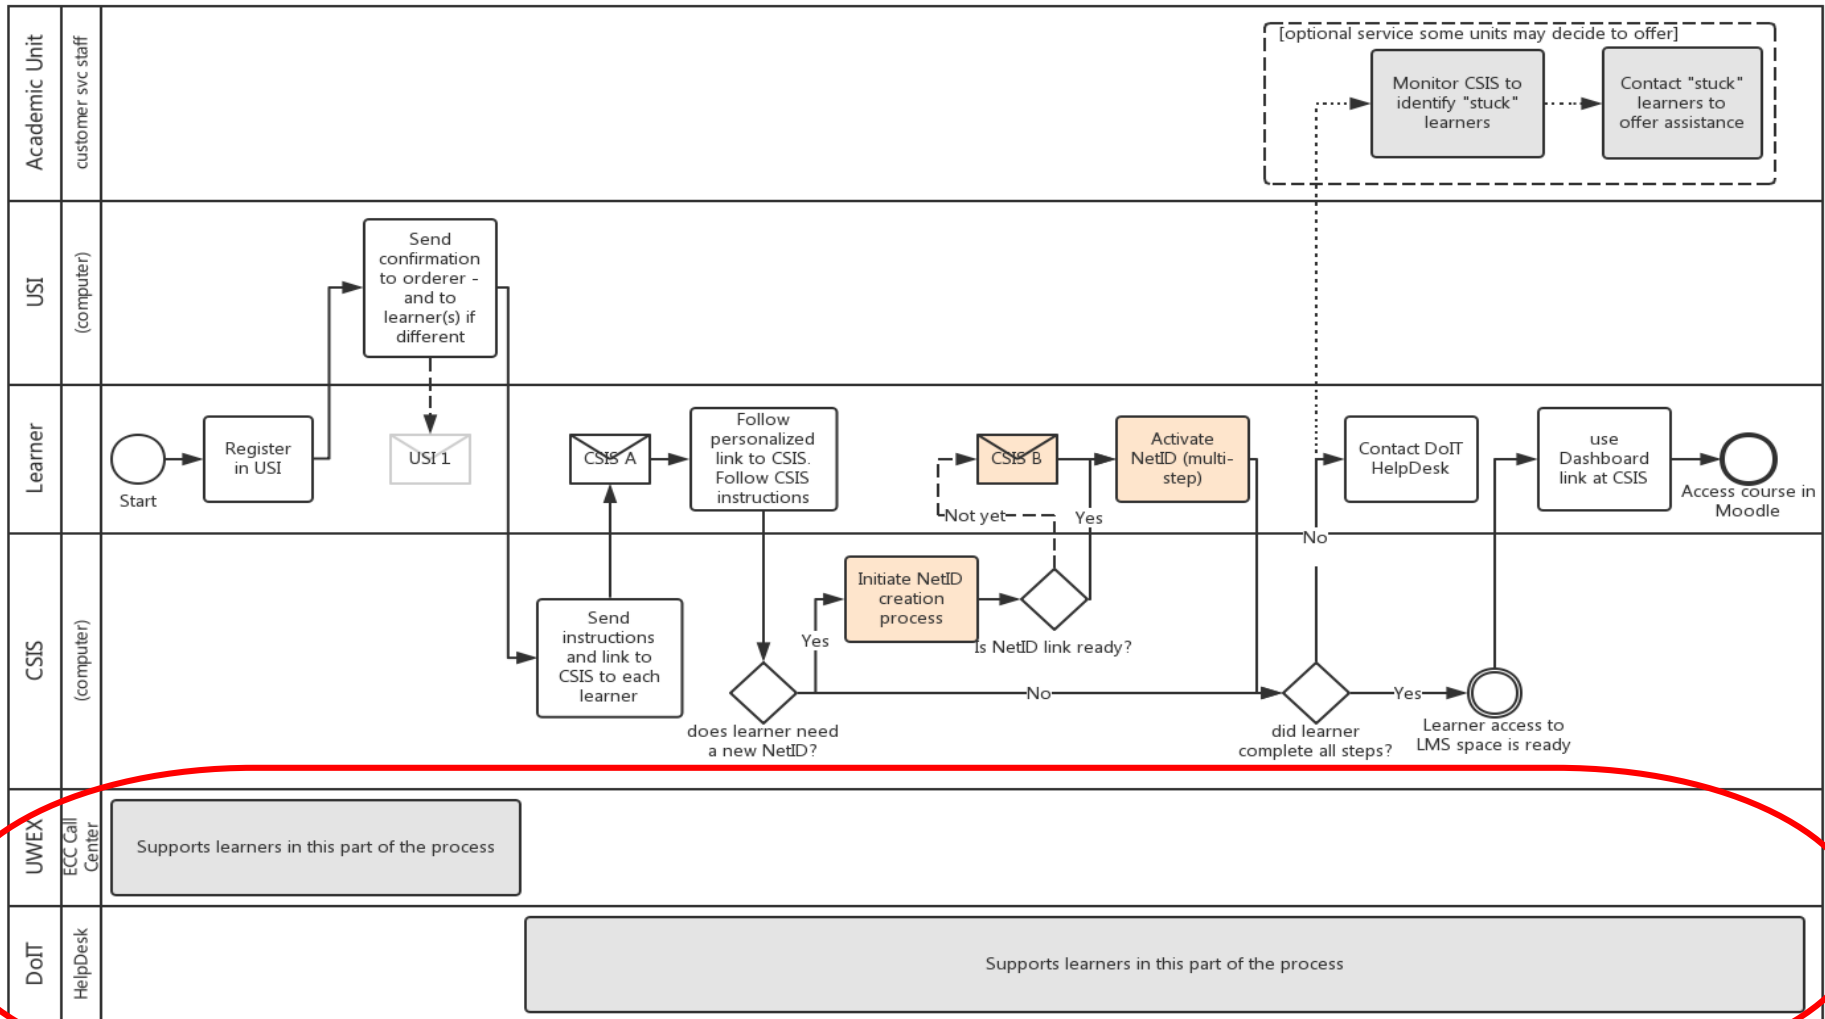 Academic Unit
customer svc staff
[optional service some units may decide to offer]
Monitor CSIS to
identify "stuck"
learners
Contact "stuck"
learners to
offer assistance
USI
(computer)
Send
confirmation
to orderer -
and to
learner(s) if
different
Learner
Start
Register
in USI
USI 1
CSIS A
Follow
personalized
link to CSIS.
Follow CSIS
instructions
CSIS B
Not yet
Yes
Activate
NetID (multi-
step)
No
Contact DoIT
HelpDesk
use
Dashboard
link at CSIS
Access course in
Moodle
CSIS
(computer)
Send
instructions
and link to
CSIS to each
learner
does learner need
a new NetID?
Yes
Initiate NetID
creation
process
Is NetID link ready?
No
did learner
complete all steps?
Yes
Learner access to
LMS space is ready
UWEX
ECC Call
Center
Supports learners in this part of the process
DoIT
HelpDesk
Supports learners in this part of the process